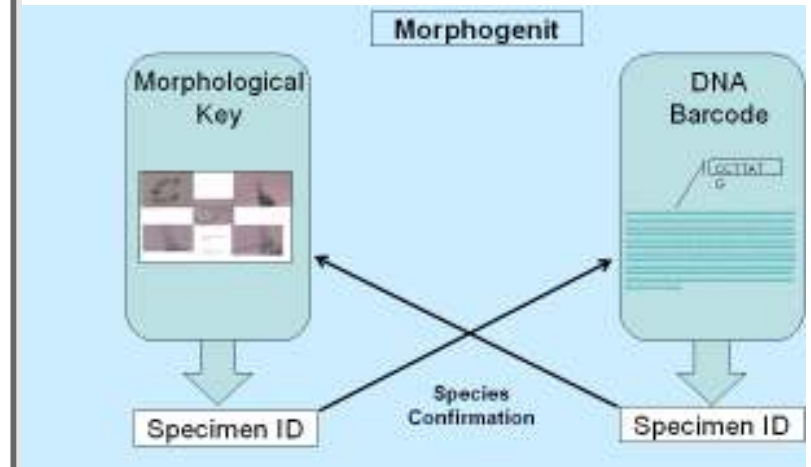 Morphogenit
Morphological
Key
DNA
Barcode
Species
Confirmation
Specimen ID
Specimen ID